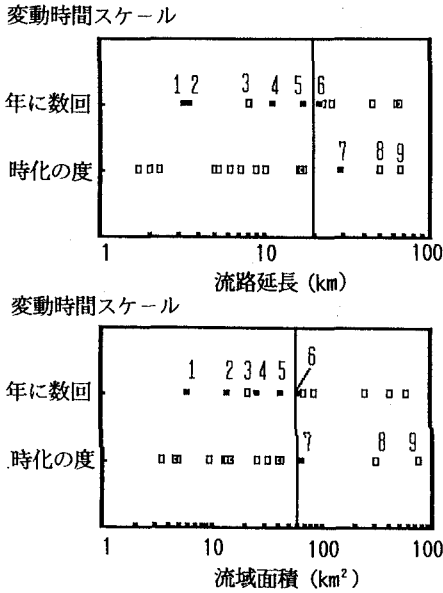 変動時間スケール
1 2 3 4 5 6
年に数回
7 8 9
時化の度
1 10 100
流路延長 (km)
変動時間スケール
6
1 2 3 4 5
年に数回
7 8 9
時化の度
1 10 100 100
流域面積 (km²)